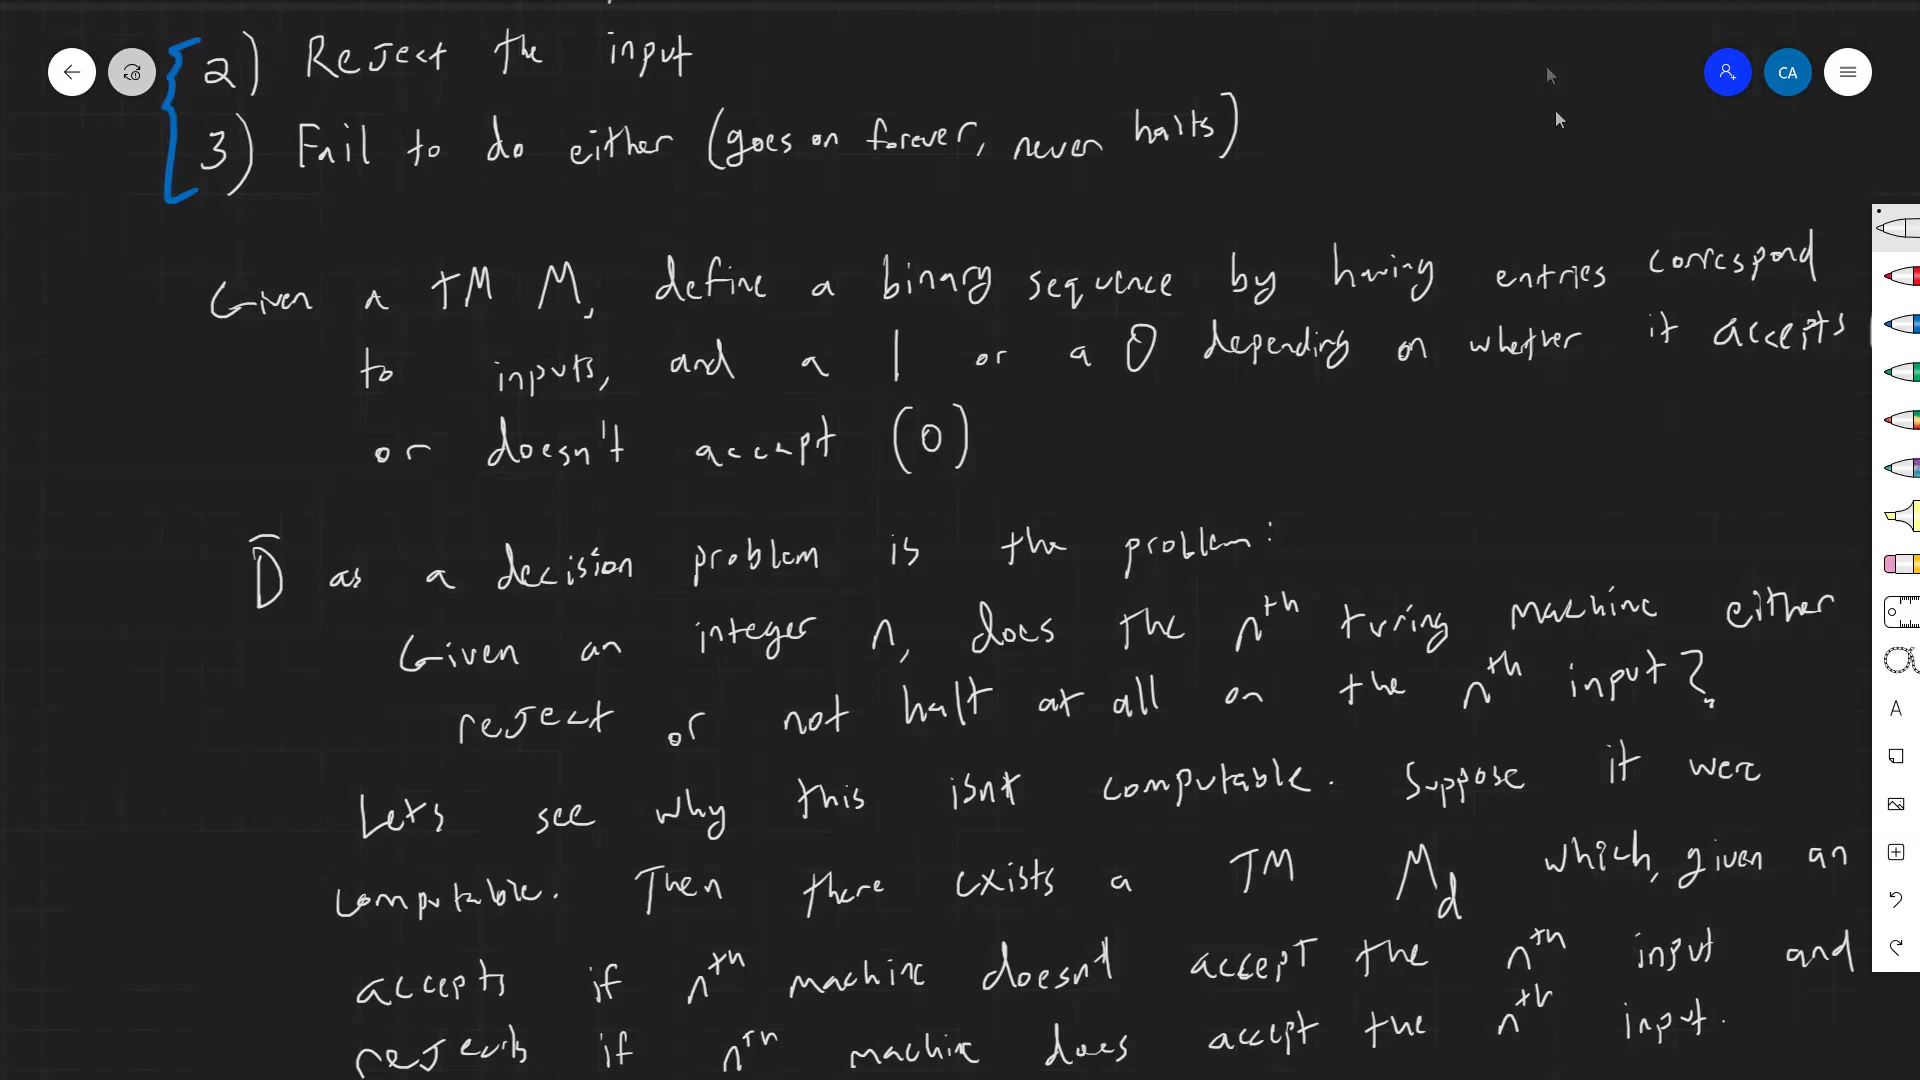 2) Reject the input
3) Fail to do either (goes on forever, never halts)
CA
Given a TM M, define a binary sequence by having entries correspond
to inputs, and a 1 or a 0 depending on whether it accepts
or doesn't accept (0)
D̅ as a decision problem is the problem:
Given an integer n, does the nᵗʰ turing machine either
reject or not halt at all on the nᵗʰ input?
Lets see why this isnt computable. Suppose it were
computable. Then there exists a TM M_d which, given an
accepts if nᵗʰ machine doesnt accept the nᵗʰ input and
rejects if nᵗʰ machine does accept the nᵗʰ input.
A